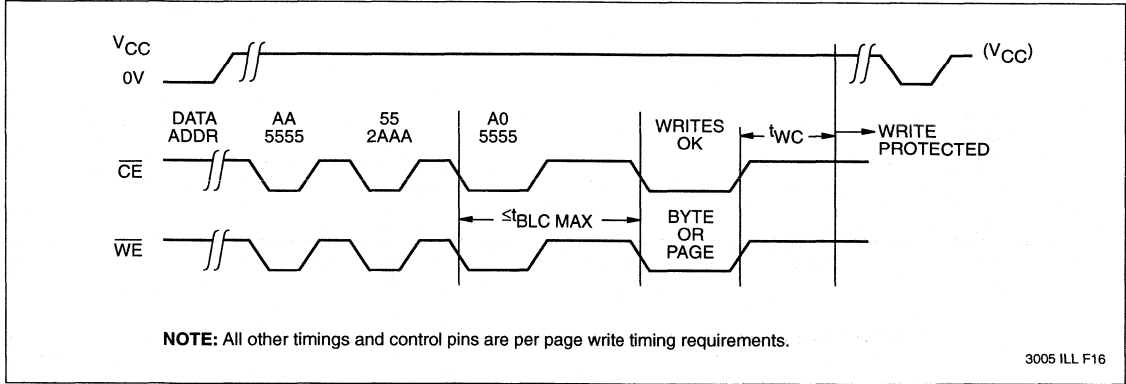 VCC
0V
(VCC)
DATA AA 55 A0
ADDR 5555 2AAA 5555
WRITES
OK
tWC
WRITE
PROTECTED
CE
≤tBLC MAX
BYTE
OR
PAGE
WE
NOTE: All other timings and control pins are per page write timing requirements.
3005 ILL F16